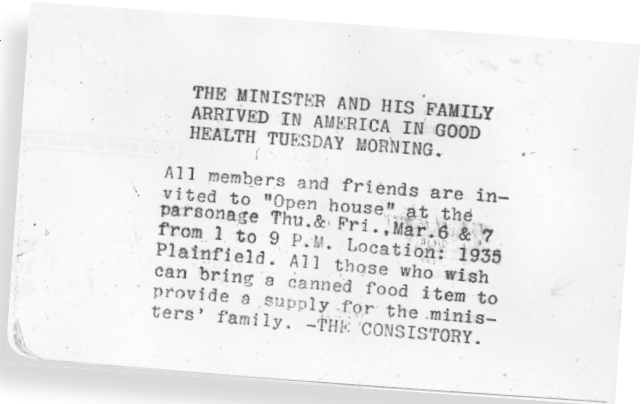 THE MINISTER AND HIS FAMILY
ARRIVED IN AMERICA IN GOOD
HEALTH TUESDAY MORNING.
All members and friends are in-
vited to "Open house" at the
parsonage Thu.& Fri.,Mar.6 & 7
from 1 to 9 P.M. Location: 1935
Plainfield. All those who wish
can bring a canned food item to
provide a supply for the minis-
ters' family. -THE CONSISTORY.